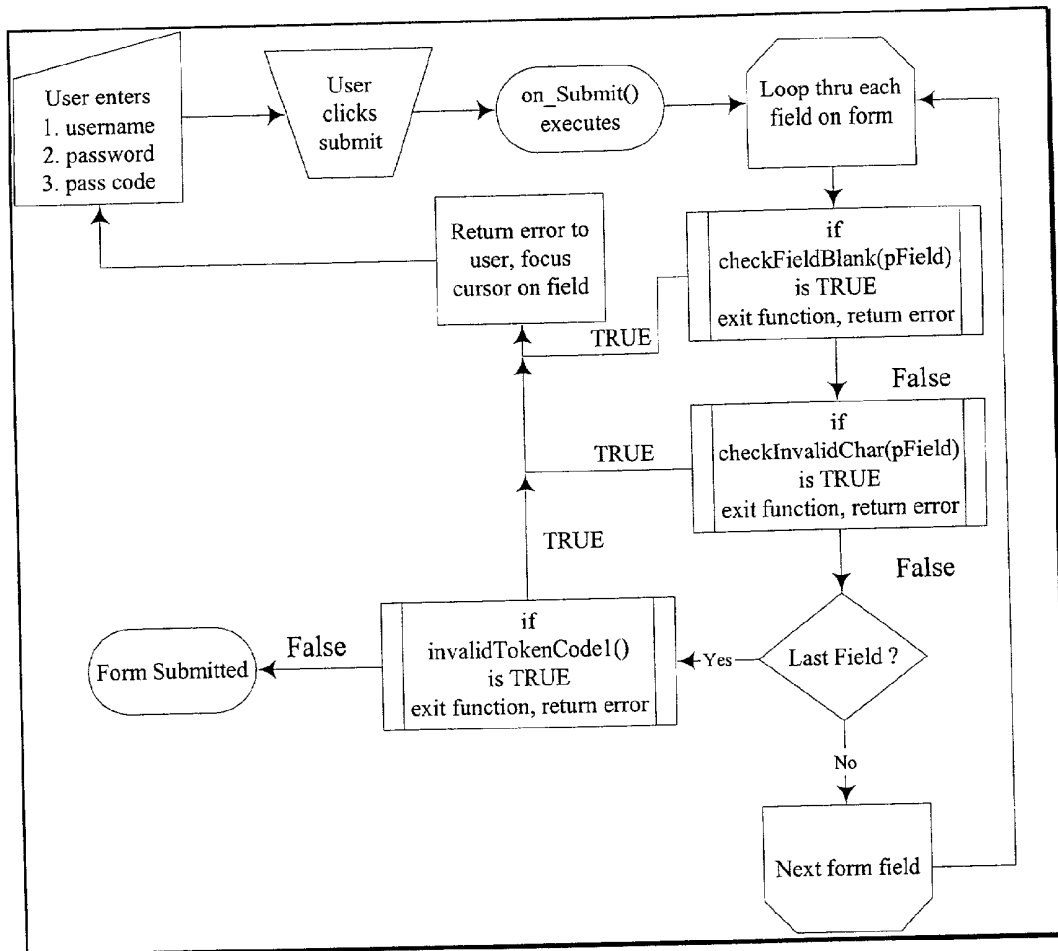 User enters
1. username
2. password
3. pass code
User
clicks
submit
on_Submit()
executes
Loop thru each
field on form
Return error to
user, focus
cursor on field
if
checkFieldBlank(pField)
is TRUE
exit function, return error
TRUE
False
if
checkInvalidChar(pField)
is TRUE
exit function, return error
TRUE
False
TRUE
if
invalidTokenCode1()
is TRUE
exit function, return error
False
Form Submitted
Last Field ?
Yes
No
Next form field